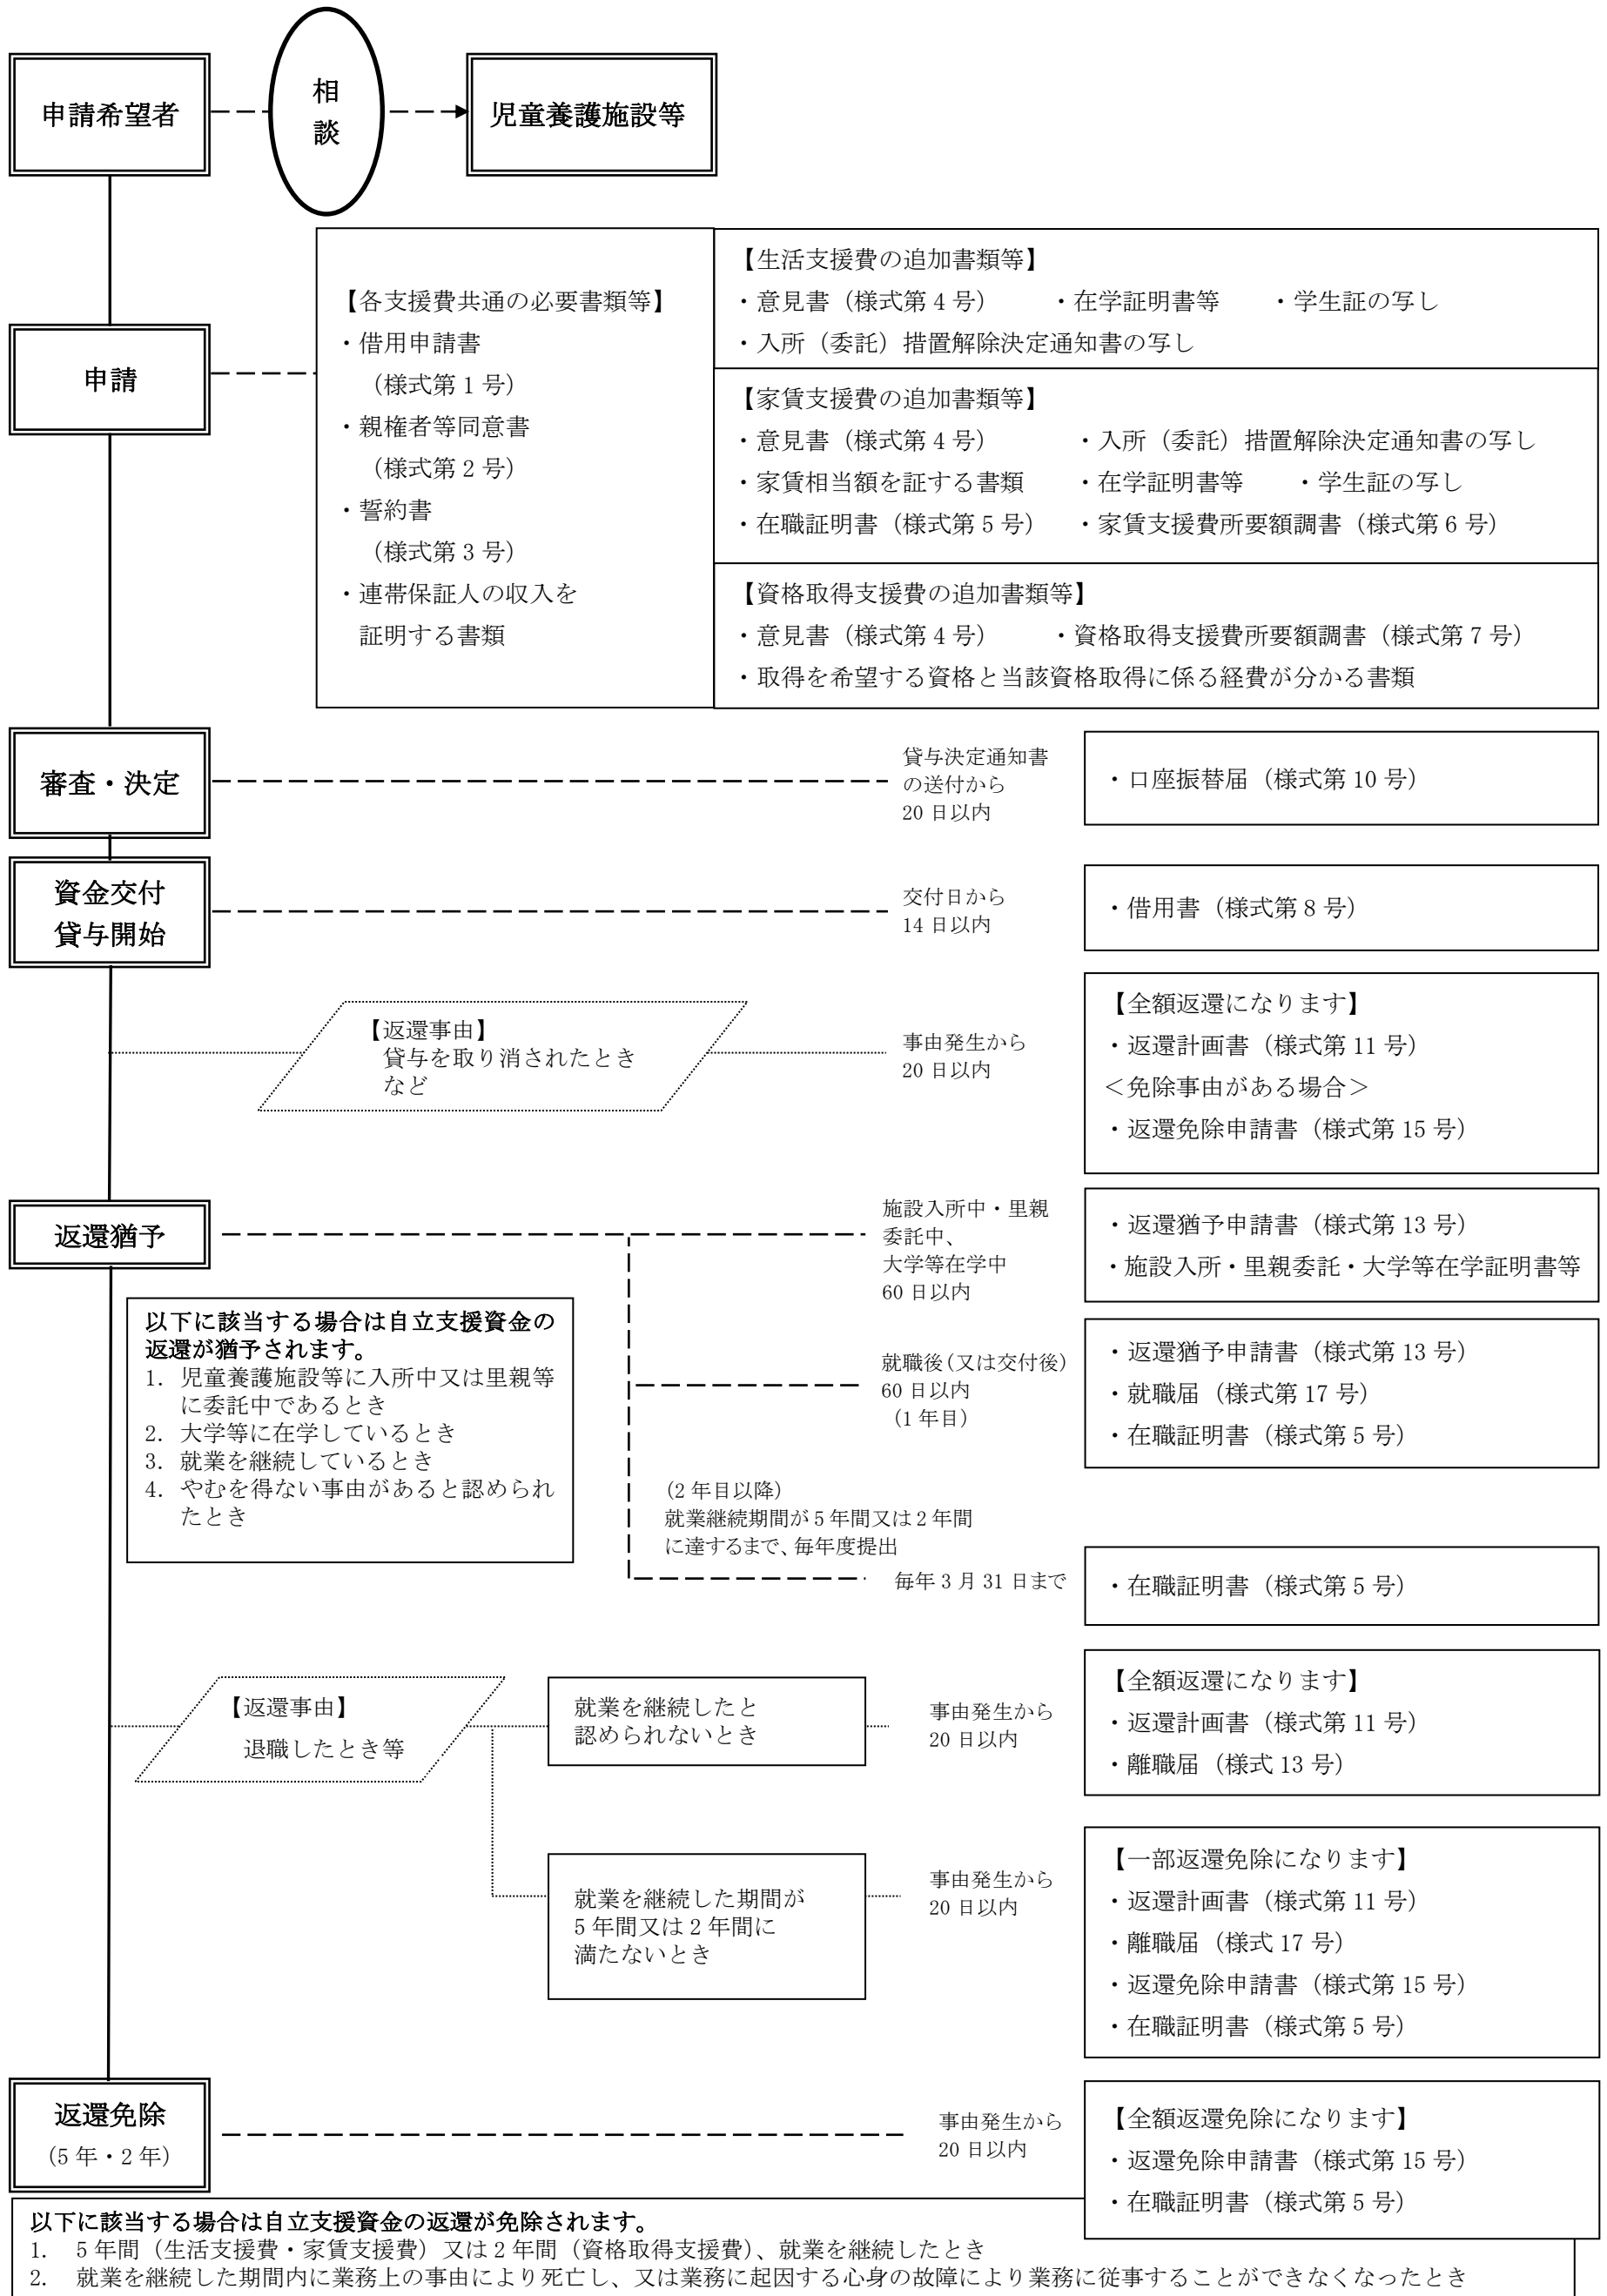 申請希望者
相
談
児童養護施設等
申請
【各支援費共通の必要書類等】
・借用申請書
（様式第 1 号）
・親権者等同意書
（様式第 2 号）
・誓約書
（様式第 3 号）
・連帯保証人の収入を
証明する書類
【生活支援費の追加書類等】
・意見書（様式第 4 号） ・在学証明書等 ・学生証の写し
・入所（委託）措置解除決定通知書の写し
【家賃支援費の追加書類等】
・意見書（様式第 4 号） ・入所（委託）措置解除決定通知書の写し
・家賃相当額を証する書類 ・在学証明書等 ・学生証の写し
・在職証明書（様式第 5 号） ・家賃支援費所要額調書（様式第 6 号）
【資格取得支援費の追加書類等】
・意見書（様式第 4 号） ・資格取得支援費所要額調書（様式第 7 号）
・取得を希望する資格と当該資格取得に係る経費が分かる書類
審査・決定
貸与決定通知書
の送付から
20 日以内
・口座振替届（様式第 10 号）
資金交付
貸与開始
交付日から
14 日以内
・借用書（様式第 8 号）
【返還事由】
貸与を取り消されたとき
など
事由発生から
20 日以内
【全額返還になります】
・返還計画書（様式第 11 号）
＜免除事由がある場合＞
・返還免除申請書（様式第 15 号）
返還猶予
施設入所中・里親
委託中、
大学等在学中
60 日以内
・返還猶予申請書（様式第 13 号）
・施設入所・里親委託・大学等在学証明書等
以下に該当する場合は自立支援資金の
返還が猶予されます。
1. 児童養護施設等に入所中又は里親等
に委託中であるとき
2. 大学等に在学しているとき
3. 就業を継続しているとき
4. やむを得ない事由があると認められ
たとき
就職後（又は交付後）
60 日以内
（1 年目）
・返還猶予申請書（様式第 13 号）
・就職届（様式第 17 号）
・在職証明書（様式第 5 号）
（2 年目以降）
就業継続期間が 5 年間又は 2 年間
に達するまで、毎年度提出
毎年 3 月 31 日まで
・在職証明書（様式第 5 号）
【返還事由】
退職したとき等
就業を継続したと
認められないとき
事由発生から
20 日以内
【全額返還になります】
・返還計画書（様式第 11 号）
・離職届（様式 13 号）
就業を継続した期間が
5 年間又は 2 年間に
満たないとき
事由発生から
20 日以内
【一部返還免除になります】
・返還計画書（様式第 11 号）
・離職届（様式 17 号）
・返還免除申請書（様式第 15 号）
・在職証明書（様式第 5 号）
返還免除
（5 年・2 年）
事由発生から
20 日以内
【全額返還免除になります】
・返還免除申請書（様式第 15 号）
・在職証明書（様式第 5 号）
以下に該当する場合は自立支援資金の返還が免除されます。
1. 5 年間（生活支援費・家賃支援費）又は 2 年間（資格取得支援費）、就業を継続したとき
2. 就業を継続した期間内に業務上の事由により死亡し、又は業務に起因する心身の故障により業務に従事することができなくなったとき